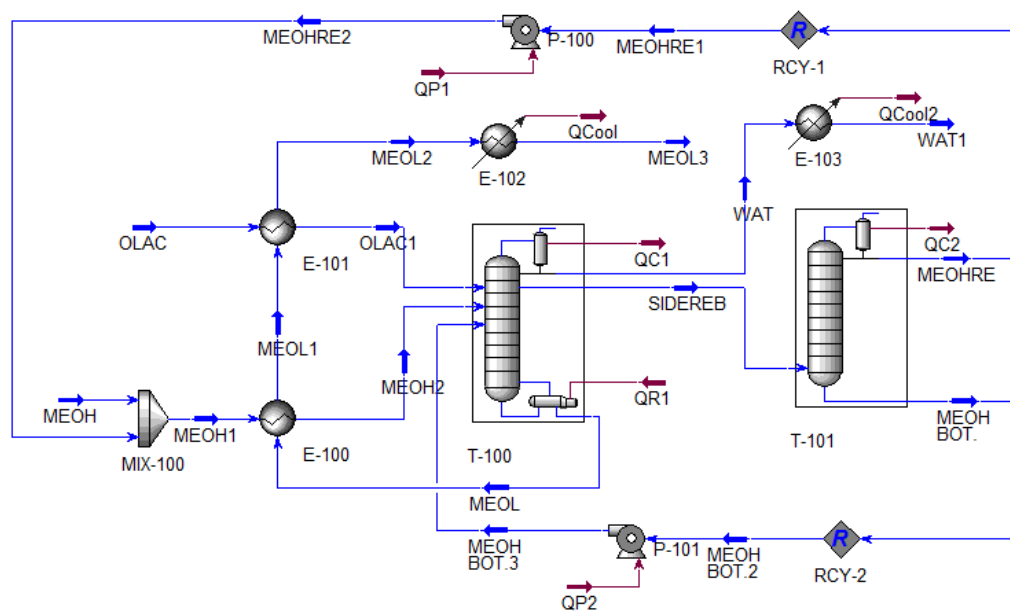 MEOHRE2
P-100
MEOHRE1
R
RCY-1
QP1
QCool
QCool2
MEOL2
MEOL3
E-102
WAT1
E-103
WAT
OLAC
OLAC1
E-101
QC1
QC2
MEOHRE
SIDEREB
MEOL1
MEOH2
MEOH
QR1
MEOH1
MEOH
BOT.
MIX-100
E-100
T-100
T-101
MEOL
MEOH
BOT.3
P-101
MEOH
BOT.2
R
RCY-2
QP2